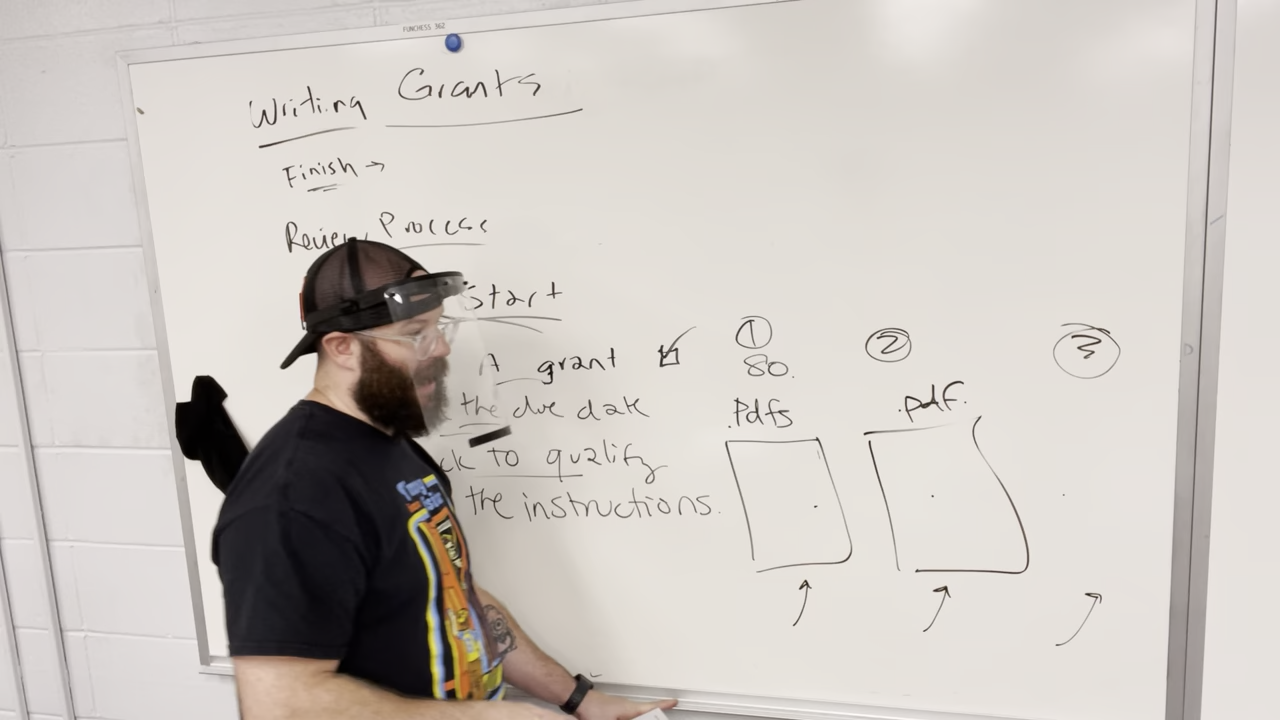 FUNCHESS 362
Writing Grants
Finish →
Review Process
Start
A grant
the due date
to qualify
the instructions.
① ② ③
80.
.Pdfs .pdf.